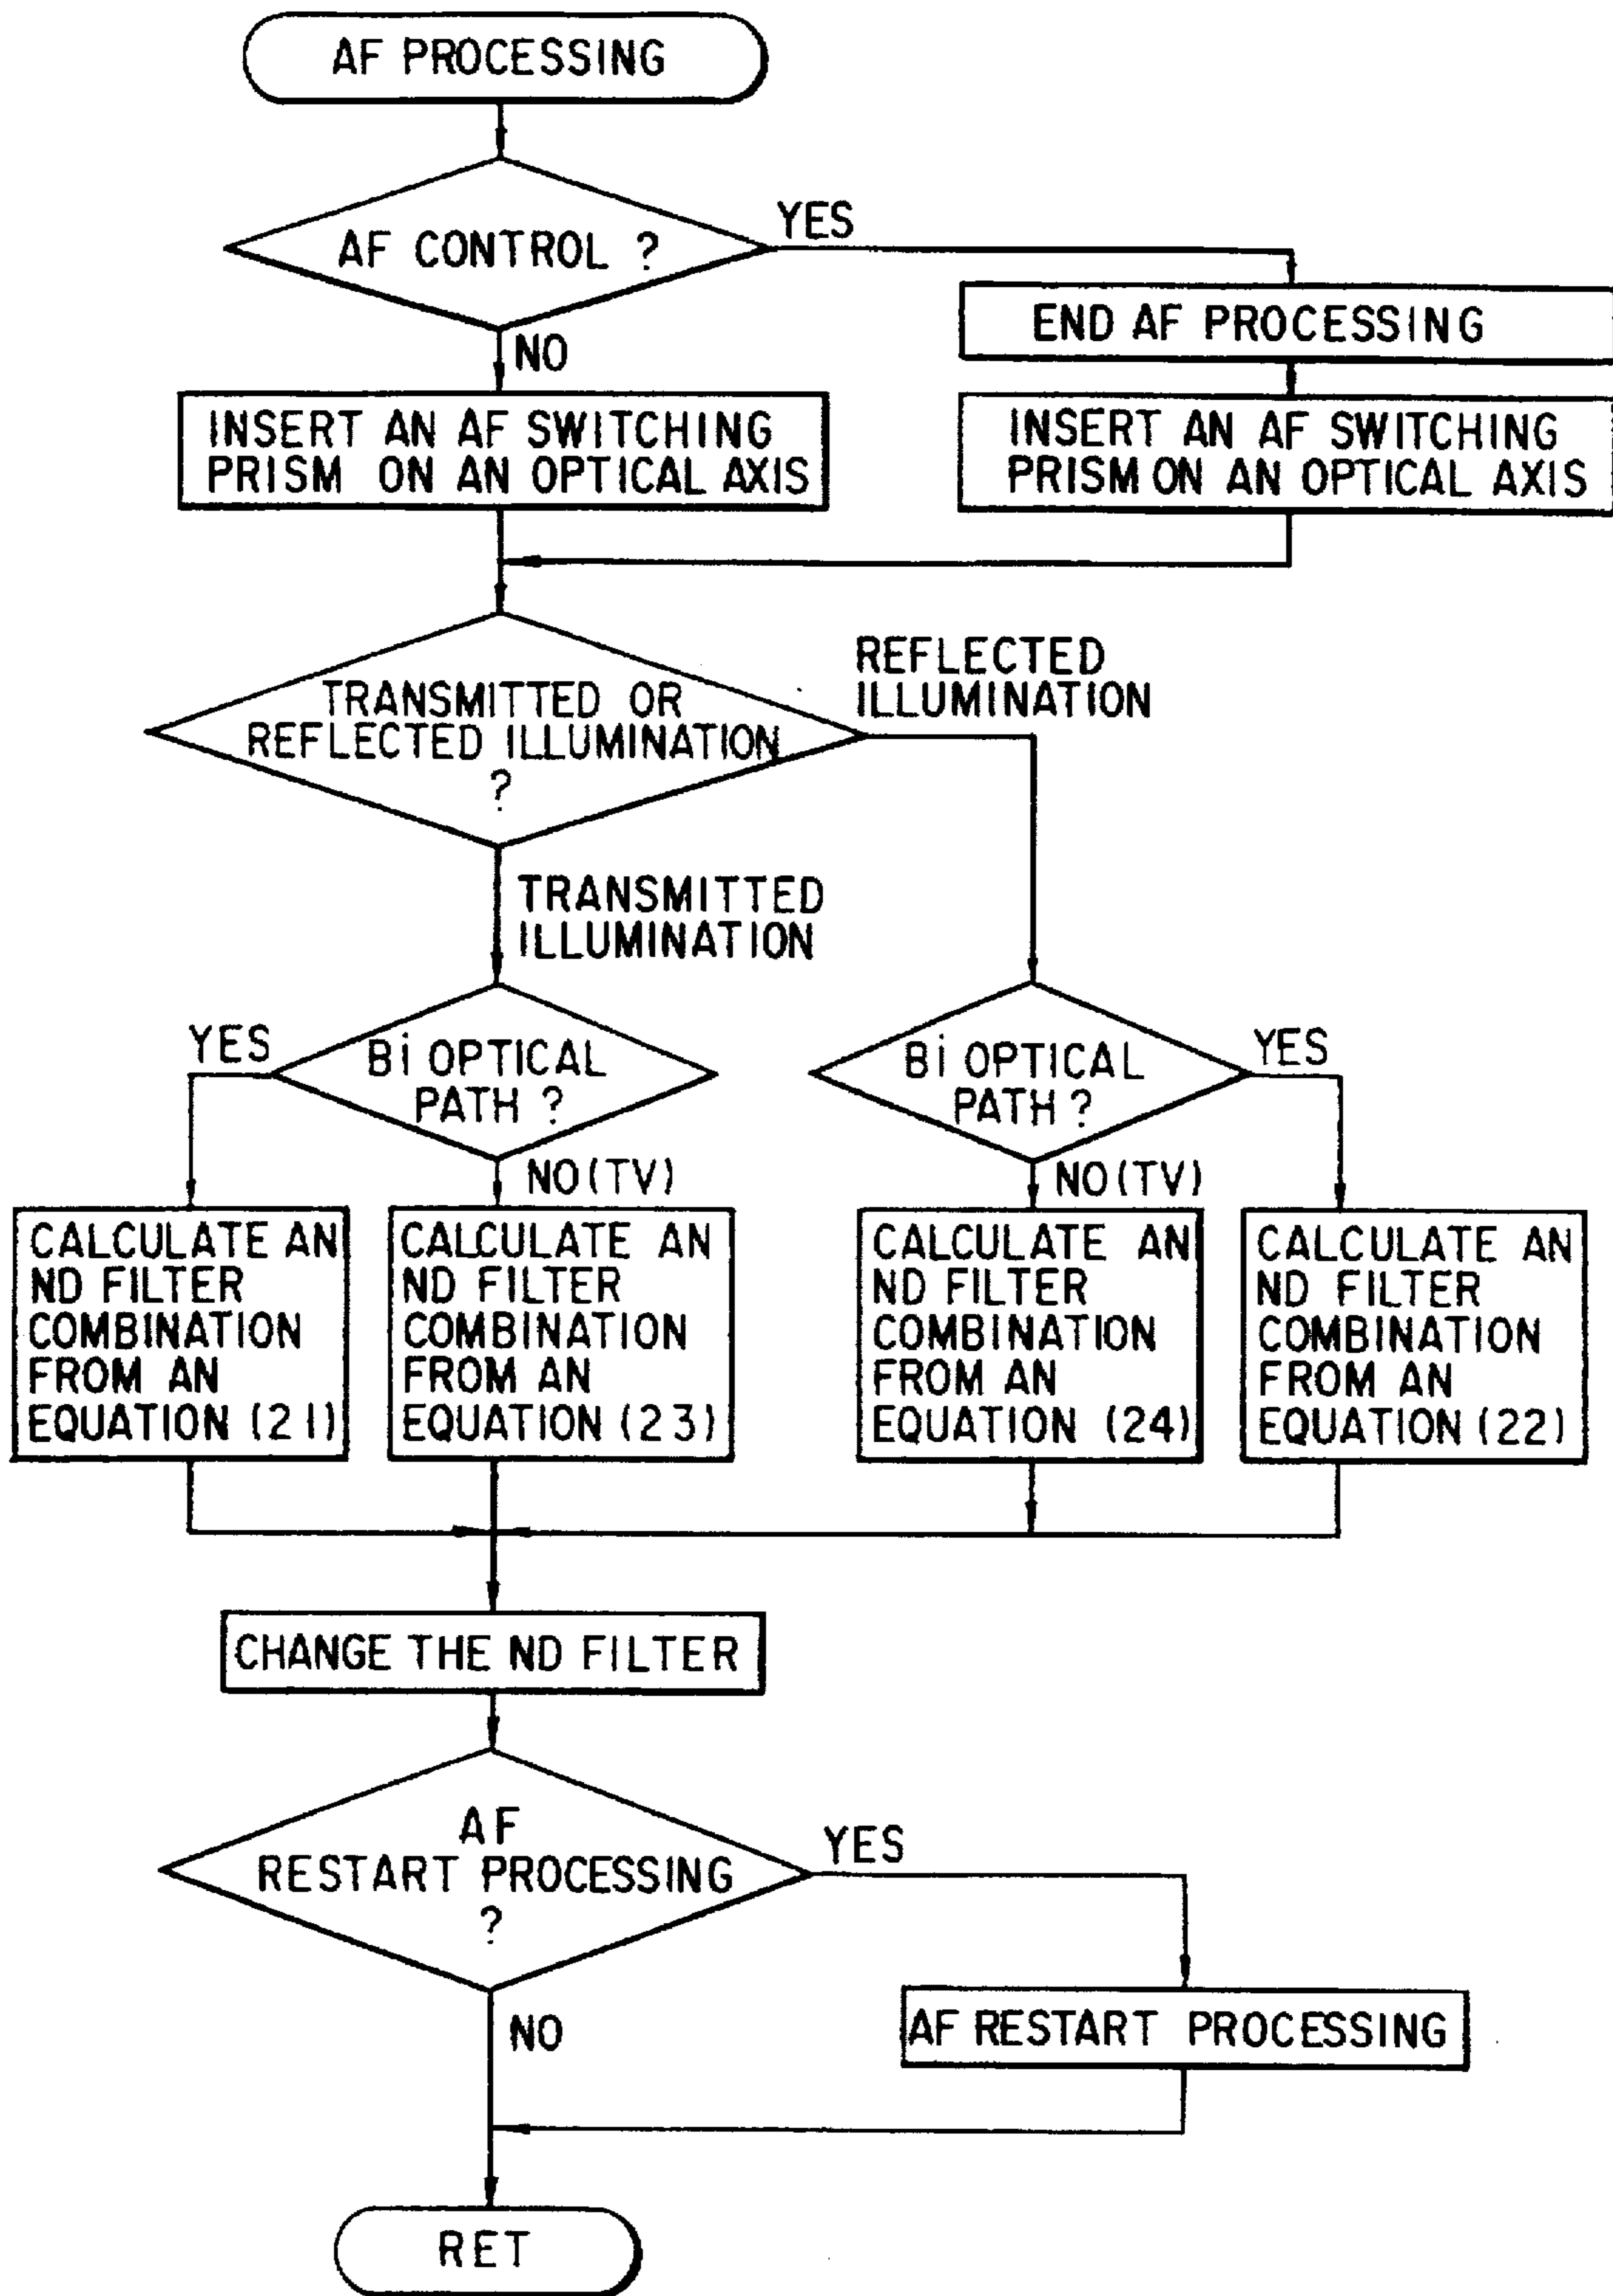 AF PROCESSING
AF CONTROL ?
YES
NO
END AF PROCESSING
INSERT AN AF SWITCHING
PRISM ON AN OPTICAL AXIS
INSERT AN AF SWITCHING
PRISM ON AN OPTICAL AXIS
TRANSMITTED OR
REFLECTED ILLUMINATION
?
REFLECTED
ILLUMINATION
TRANSMITTED
ILLUMINATION
YES
Bi OPTICAL
PATH ?
NO(TV)
Bi OPTICAL
PATH ?
YES
NO(TV)
CALCULATE AN
ND FILTER
COMBINATION
FROM AN
EQUATION (21)
CALCULATE AN
ND FILTER
COMBINATION
FROM AN
EQUATION (23)
CALCULATE AN
ND FILTER
COMBINATION
FROM AN
EQUATION (24)
CALCULATE AN
ND FILTER
COMBINATION
FROM AN
EQUATION (22)
CHANGE THE ND FILTER
AF
RESTART PROCESSING
?
YES
NO
AF RESTART PROCESSING
RET